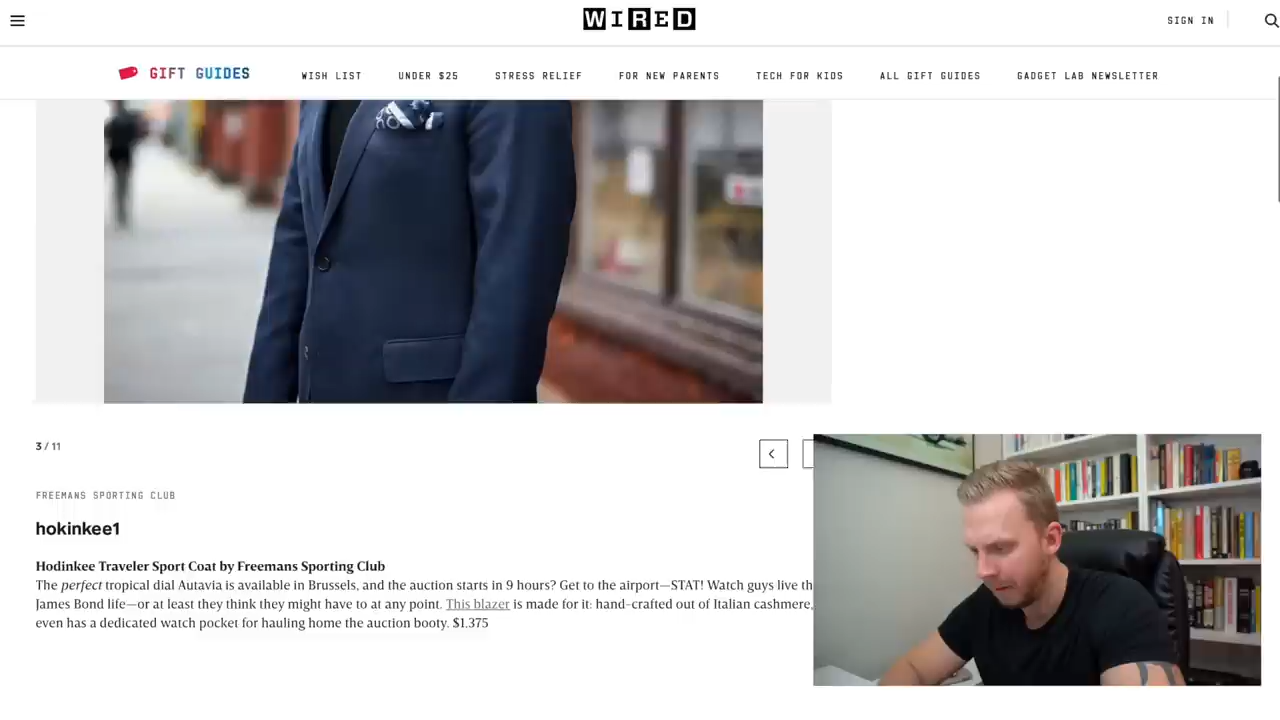 WIRED
SIGN IN
GIFT GUIDES
WISH LIST
UNDER $25
STRESS RELIEF
FOR NEW PARENTS
TECH FOR KIDS
ALL GIFT GUIDES
GADGET LAB NEWSLETTER
3 / 11
FREEMANS SPORTING CLUB
hokinkee1
Hodinkee Traveler Sport Coat by Freemans Sporting Club
The perfect tropical dial Autavia is available in Brussels, and the auction starts in 9 hours? Get to the airport—STAT! Watch guys live th
James Bond life—or at least they think they might have to at any point. This blazer is made for it: hand-crafted out of Italian cashmere,
even has a dedicated watch pocket for hauling home the auction booty. $1,375